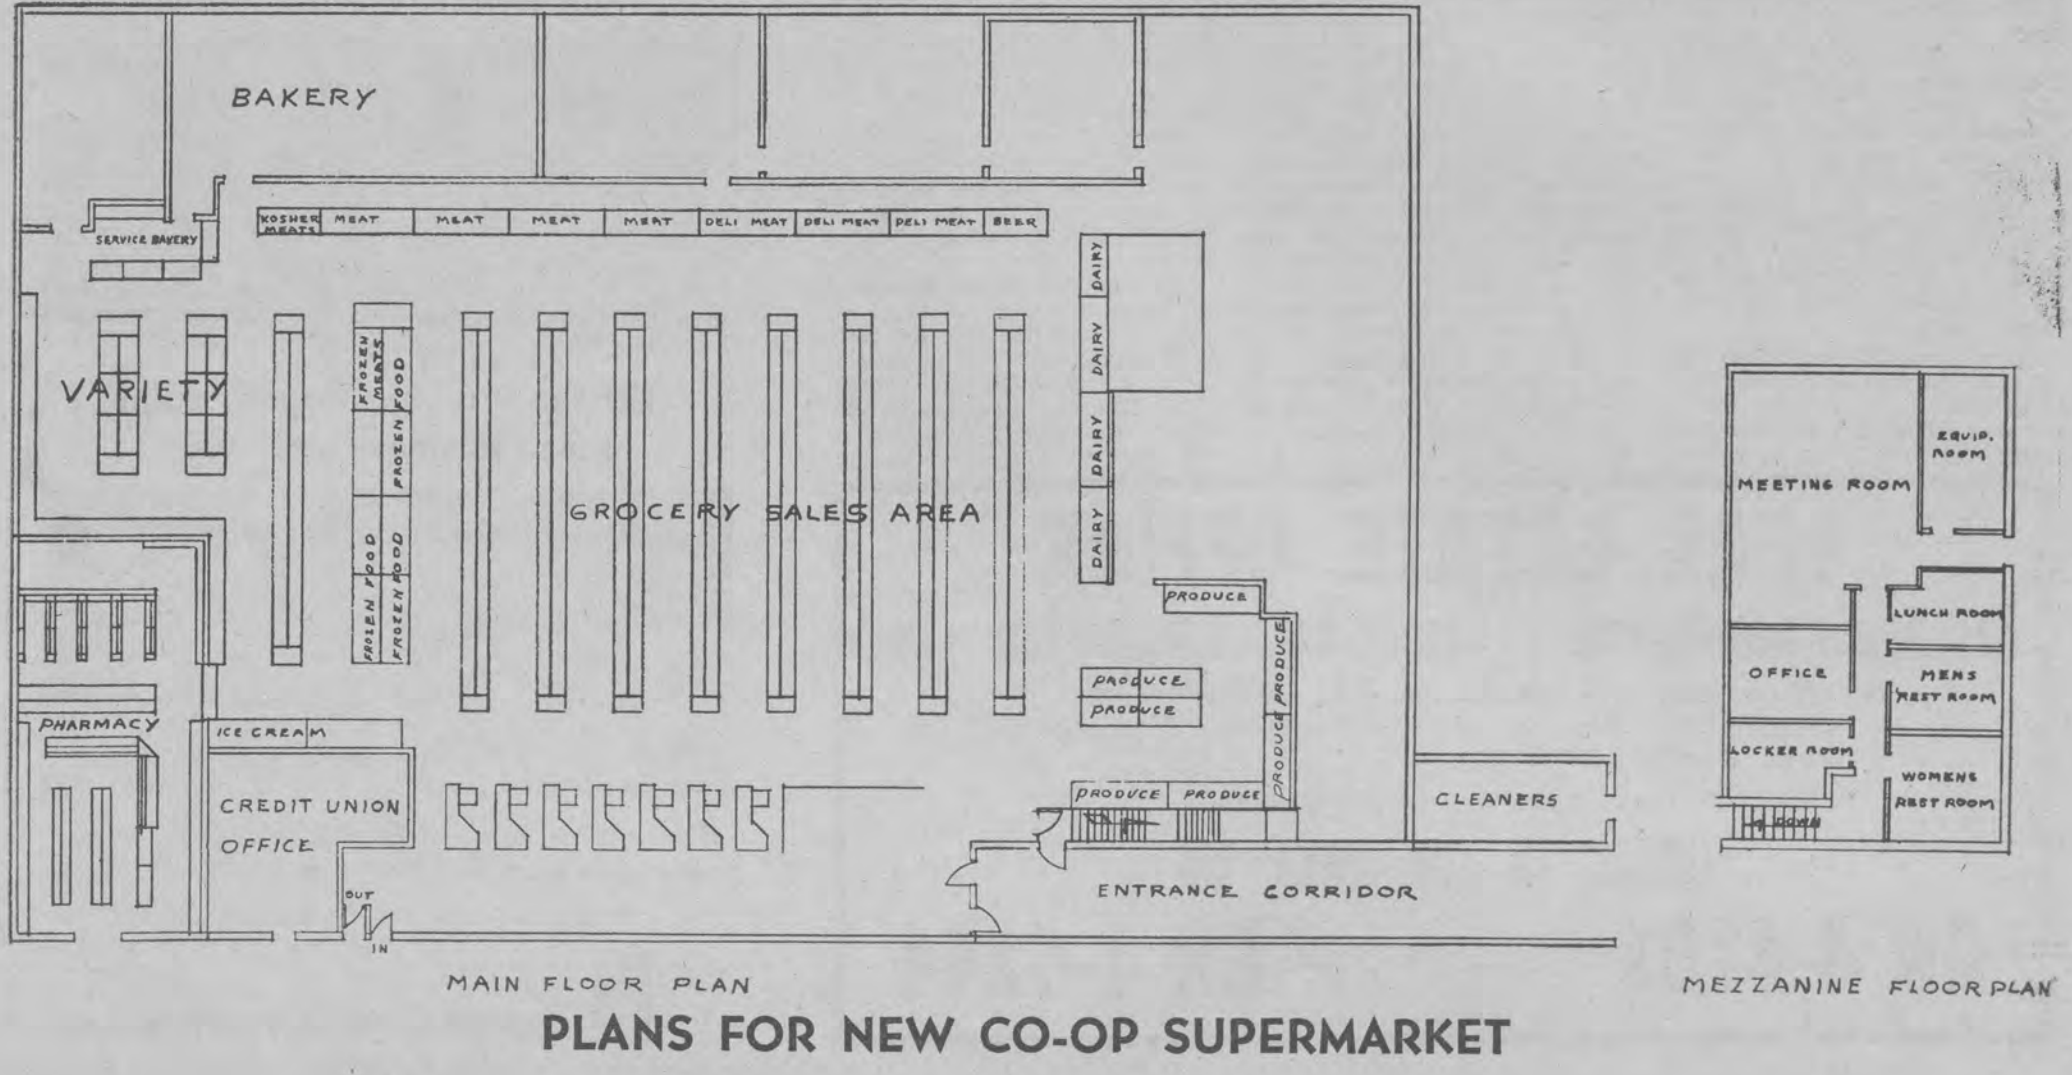 BAKERY
KOSHER
MEATS
MEAT
MEAT
MEAT
MEAT
DELI MEAT
DELI MEAT
DELI MEAT
BEER
SERVICE BAKERY
VARIETY
FROZEN
MEATS
FROZEN FOOD
FROZEN FOOD
FROZEN FOOD
GROCERY SALES AREA
DAIRY
DAIRY
DAIRY
DAIRY
PRODUCE
PRODUCE
PRODUCE
PRODUCE
PRODUCE
PRODUCE
PRODUCE
PHARMACY
ICE CREAM
CREDIT UNION
OFFICE
OUT
IN
CLEANERS
ENTRANCE CORRIDOR
MAIN FLOOR PLAN
EQUIP.
ROOM
MEETING ROOM
LUNCH ROOM
OFFICE
MENS
REST ROOM
LOCKER ROOM
WOMENS
REST ROOM
DOWN
MEZZANINE FLOOR PLAN
PLANS FOR NEW CO-OP SUPERMARKET